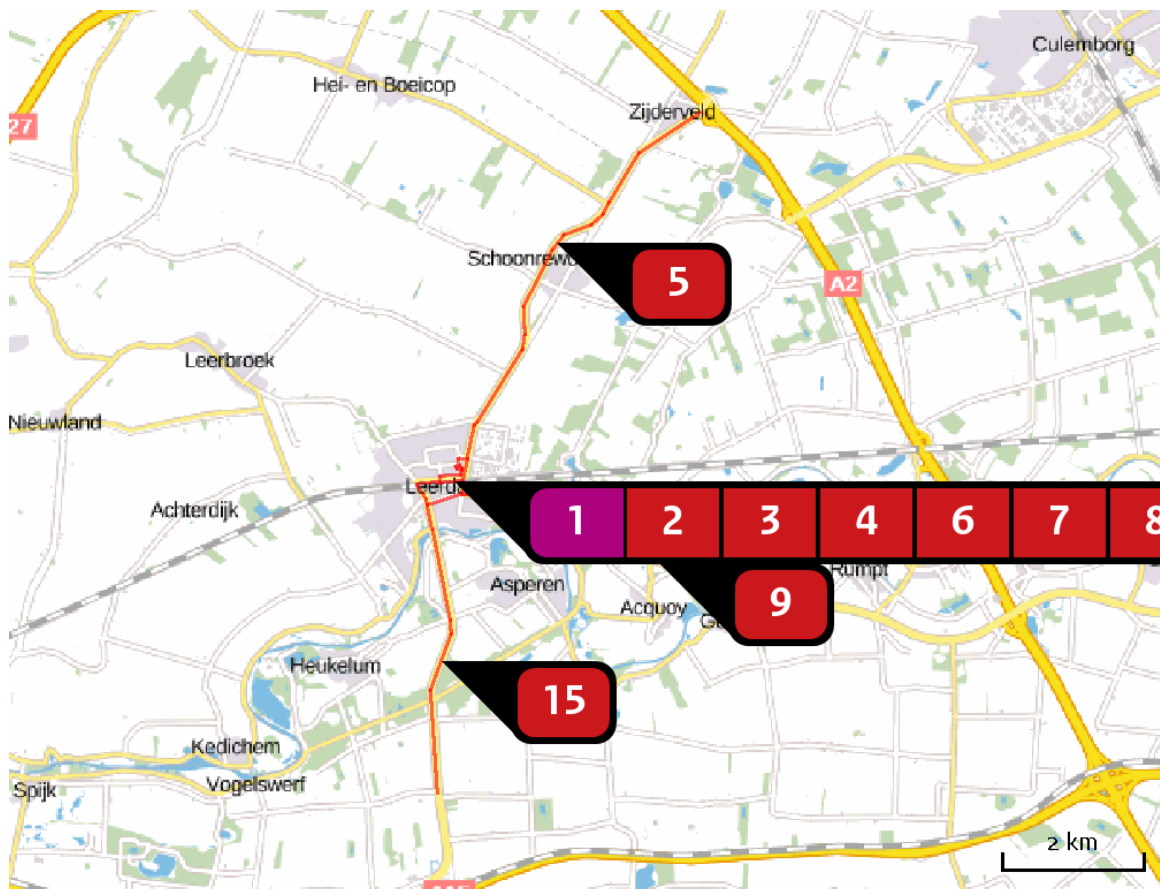 Culemborg
Hei- en Boeicop
Zijderveld
27
Schoonrewo
5
A2
Leerbroek
Nieuwland
Leerd
Achterdijk
1 2 3 4 6 7 8
Asperen
Rumpt
Acquoy
9
G
Heukelum
15
Kedichem
Vogelswerf
Spijk
2 km